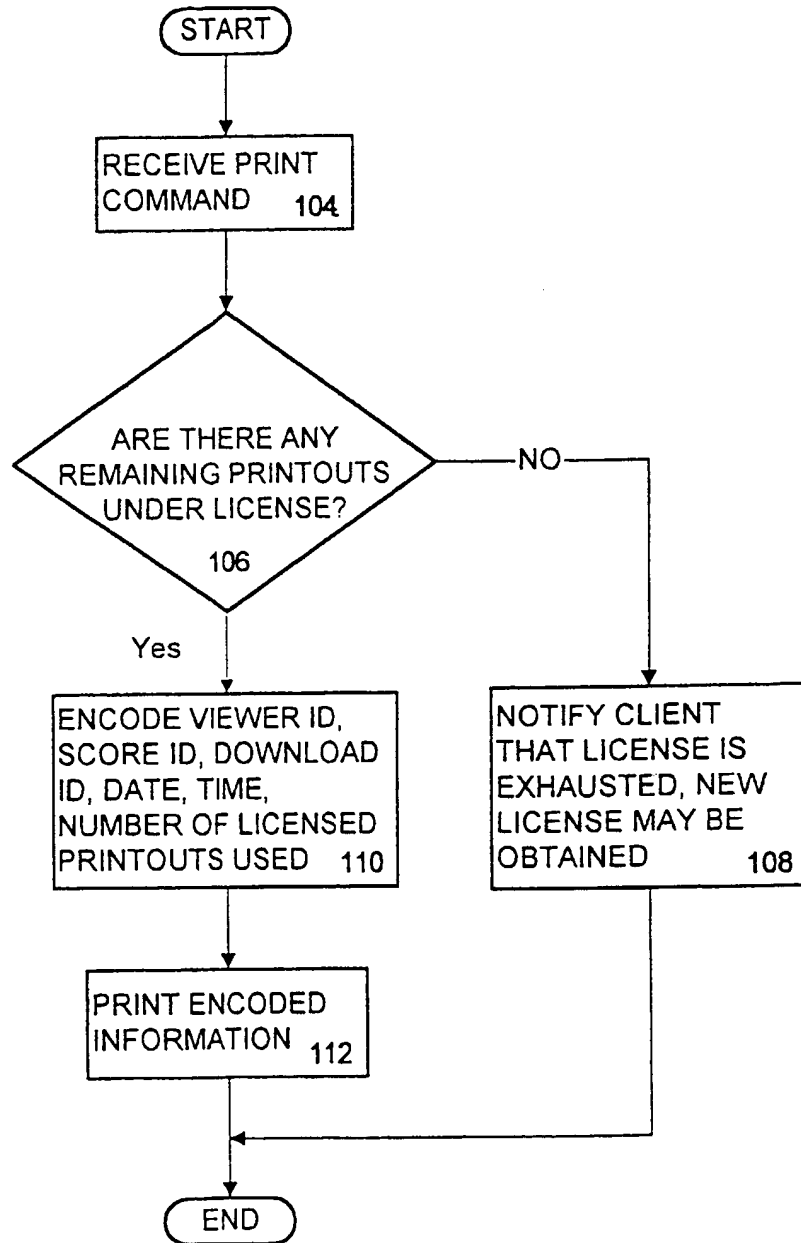 START
RECEIVE PRINT
COMMAND 104
ARE THERE ANY
REMAINING PRINTOUTS
UNDER LICENSE?
106
NO
Yes
ENCODE VIEWER ID,
SCORE ID, DOWNLOAD
ID, DATE, TIME,
NUMBER OF LICENSED
PRINTOUTS USED 110
NOTIFY CLIENT
THAT LICENSE IS
EXHAUSTED, NEW
LICENSE MAY BE
OBTAINED 108
PRINT ENCODED
INFORMATION 112
END